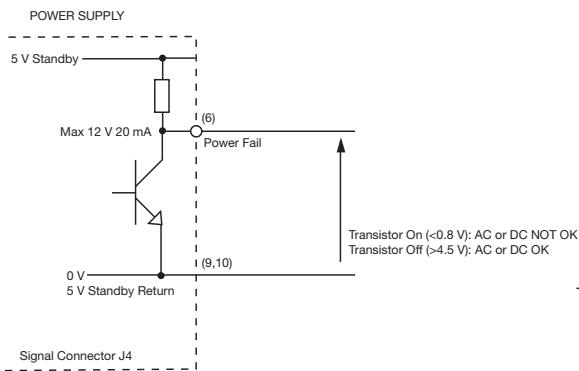 POWER SUPPLY
5 V Standby
(6)
Max 12 V 20 mA
Power Fail
Transistor On (<0.8 V): AC or DC NOT OK
Transistor Off (>4.5 V): AC or DC OK
(9,10)
0 V
5 V Standby Return
Signal Connector J4